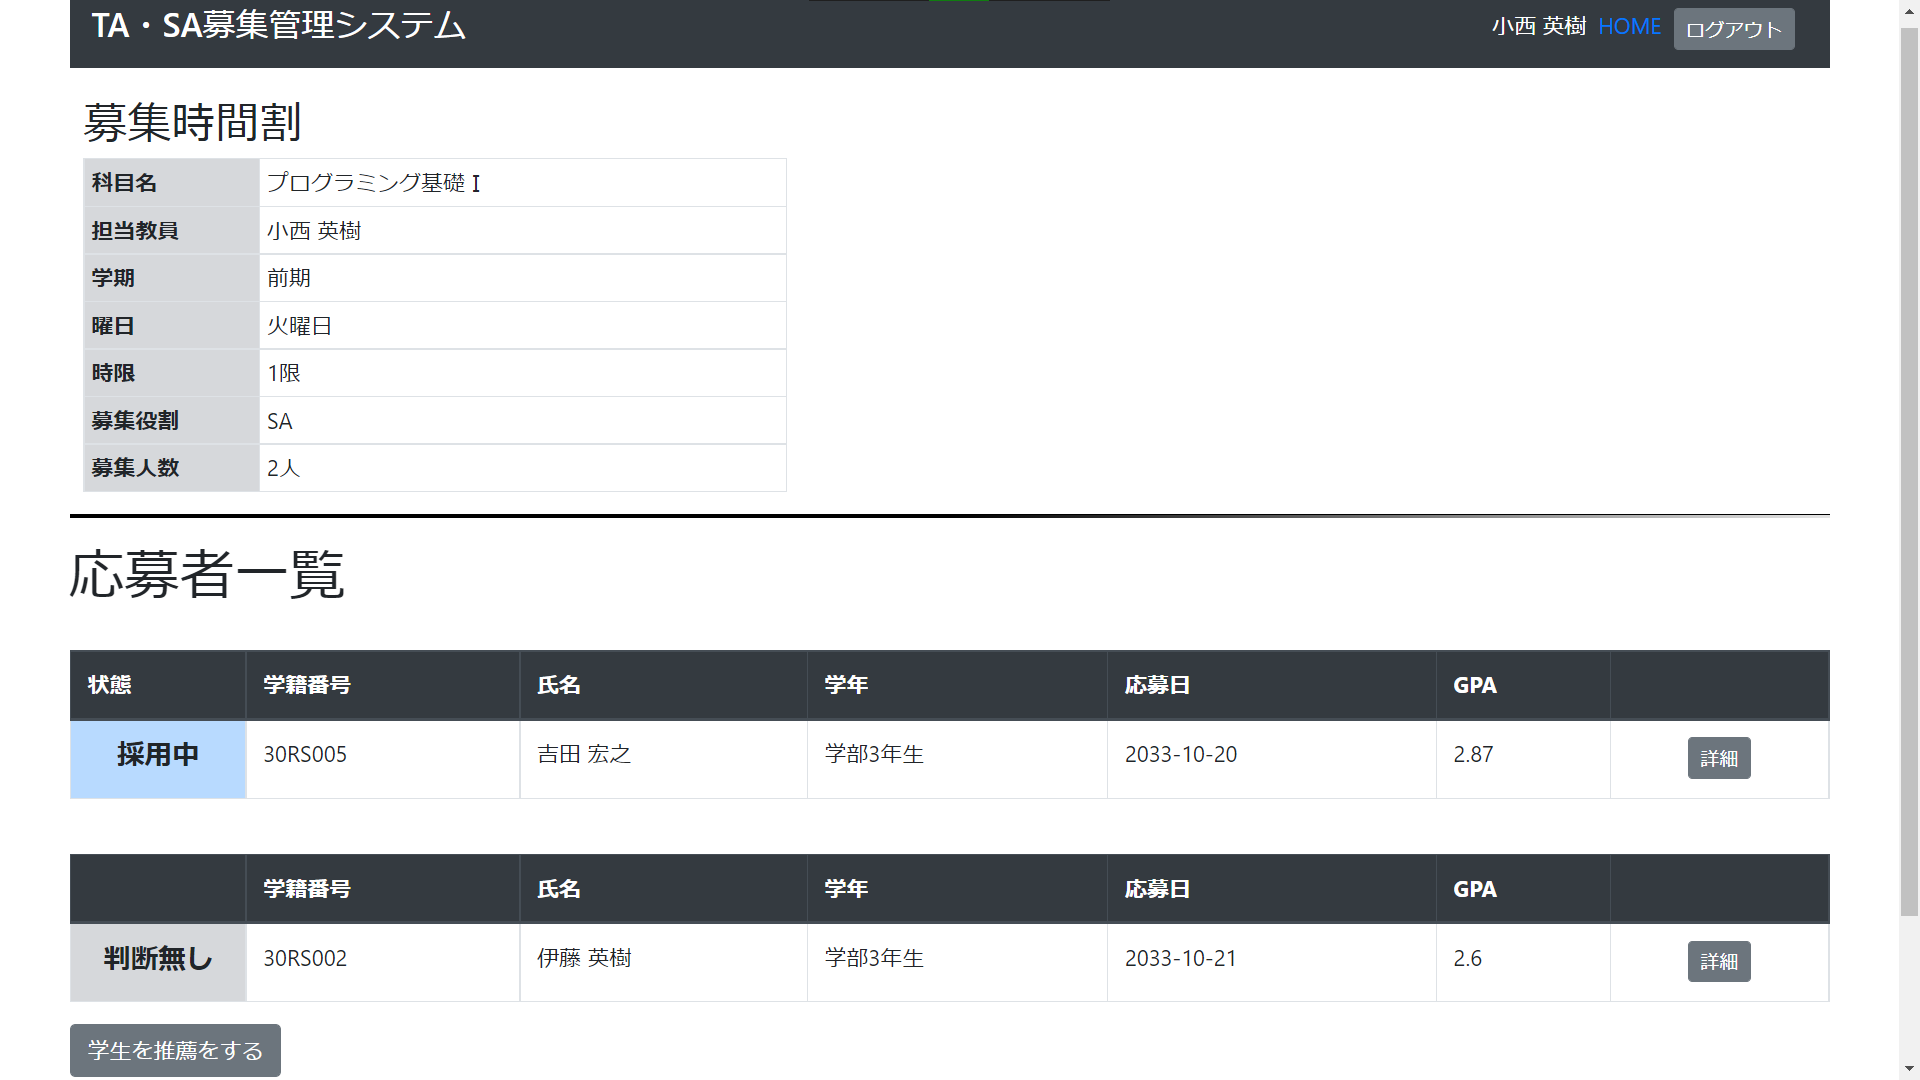 TA・SA募集管理システム 小西 英樹 HOME ログアウト
募集時間割
科目名 プログラミング基礎 I
担当教員 小西 英樹
学期 前期
曜日 火曜日
時限 1限
募集役割 SA
募集人数 2人
応募者一覧
状態 学籍番号 氏名 学年 応募日 GPA
採用中 30RS005 吉田 宏之 学部3年生 2033-10-20 2.87 詳細
学籍番号 氏名 学年 応募日 GPA
判断無し 30RS002 伊藤 英樹 学部3年生 2033-10-21 2.6 詳細
学生を推薦をする